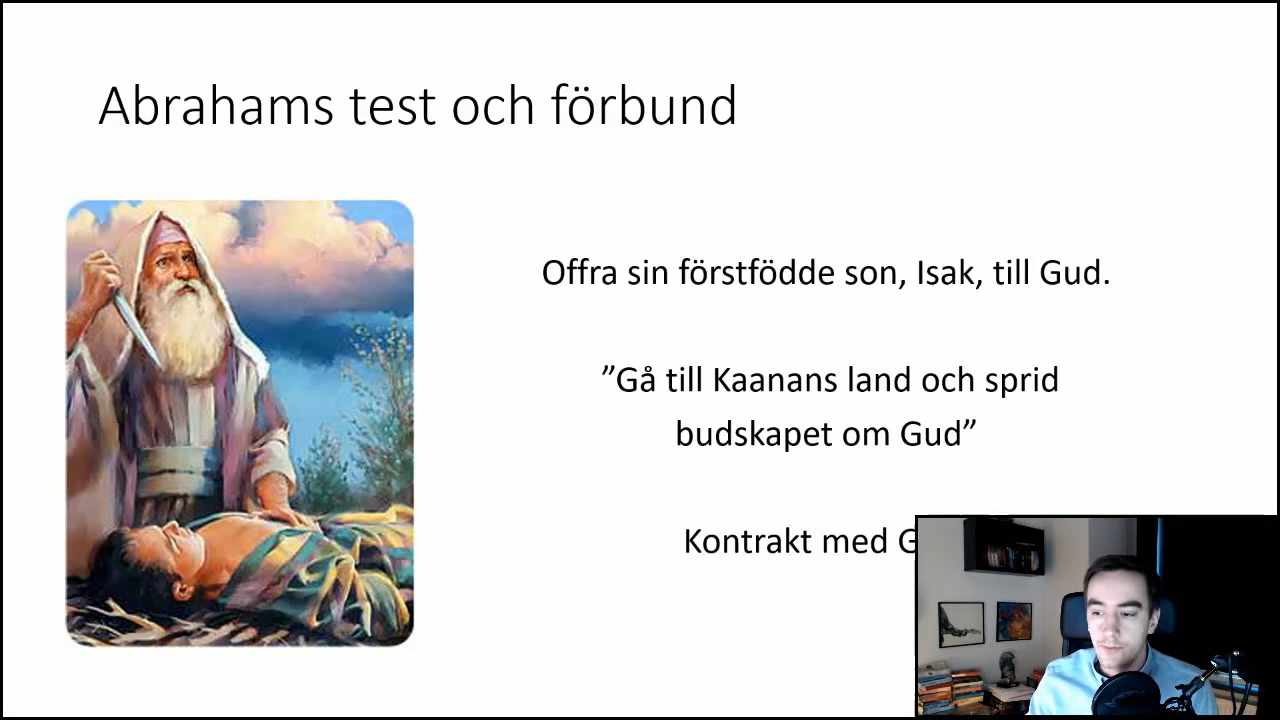 Abrahams test och förbund
Offra sin förstfödde son, Isak, till Gud.
”Gå till Kaanans land och sprid
budskapet om Gud”
Kontrakt med